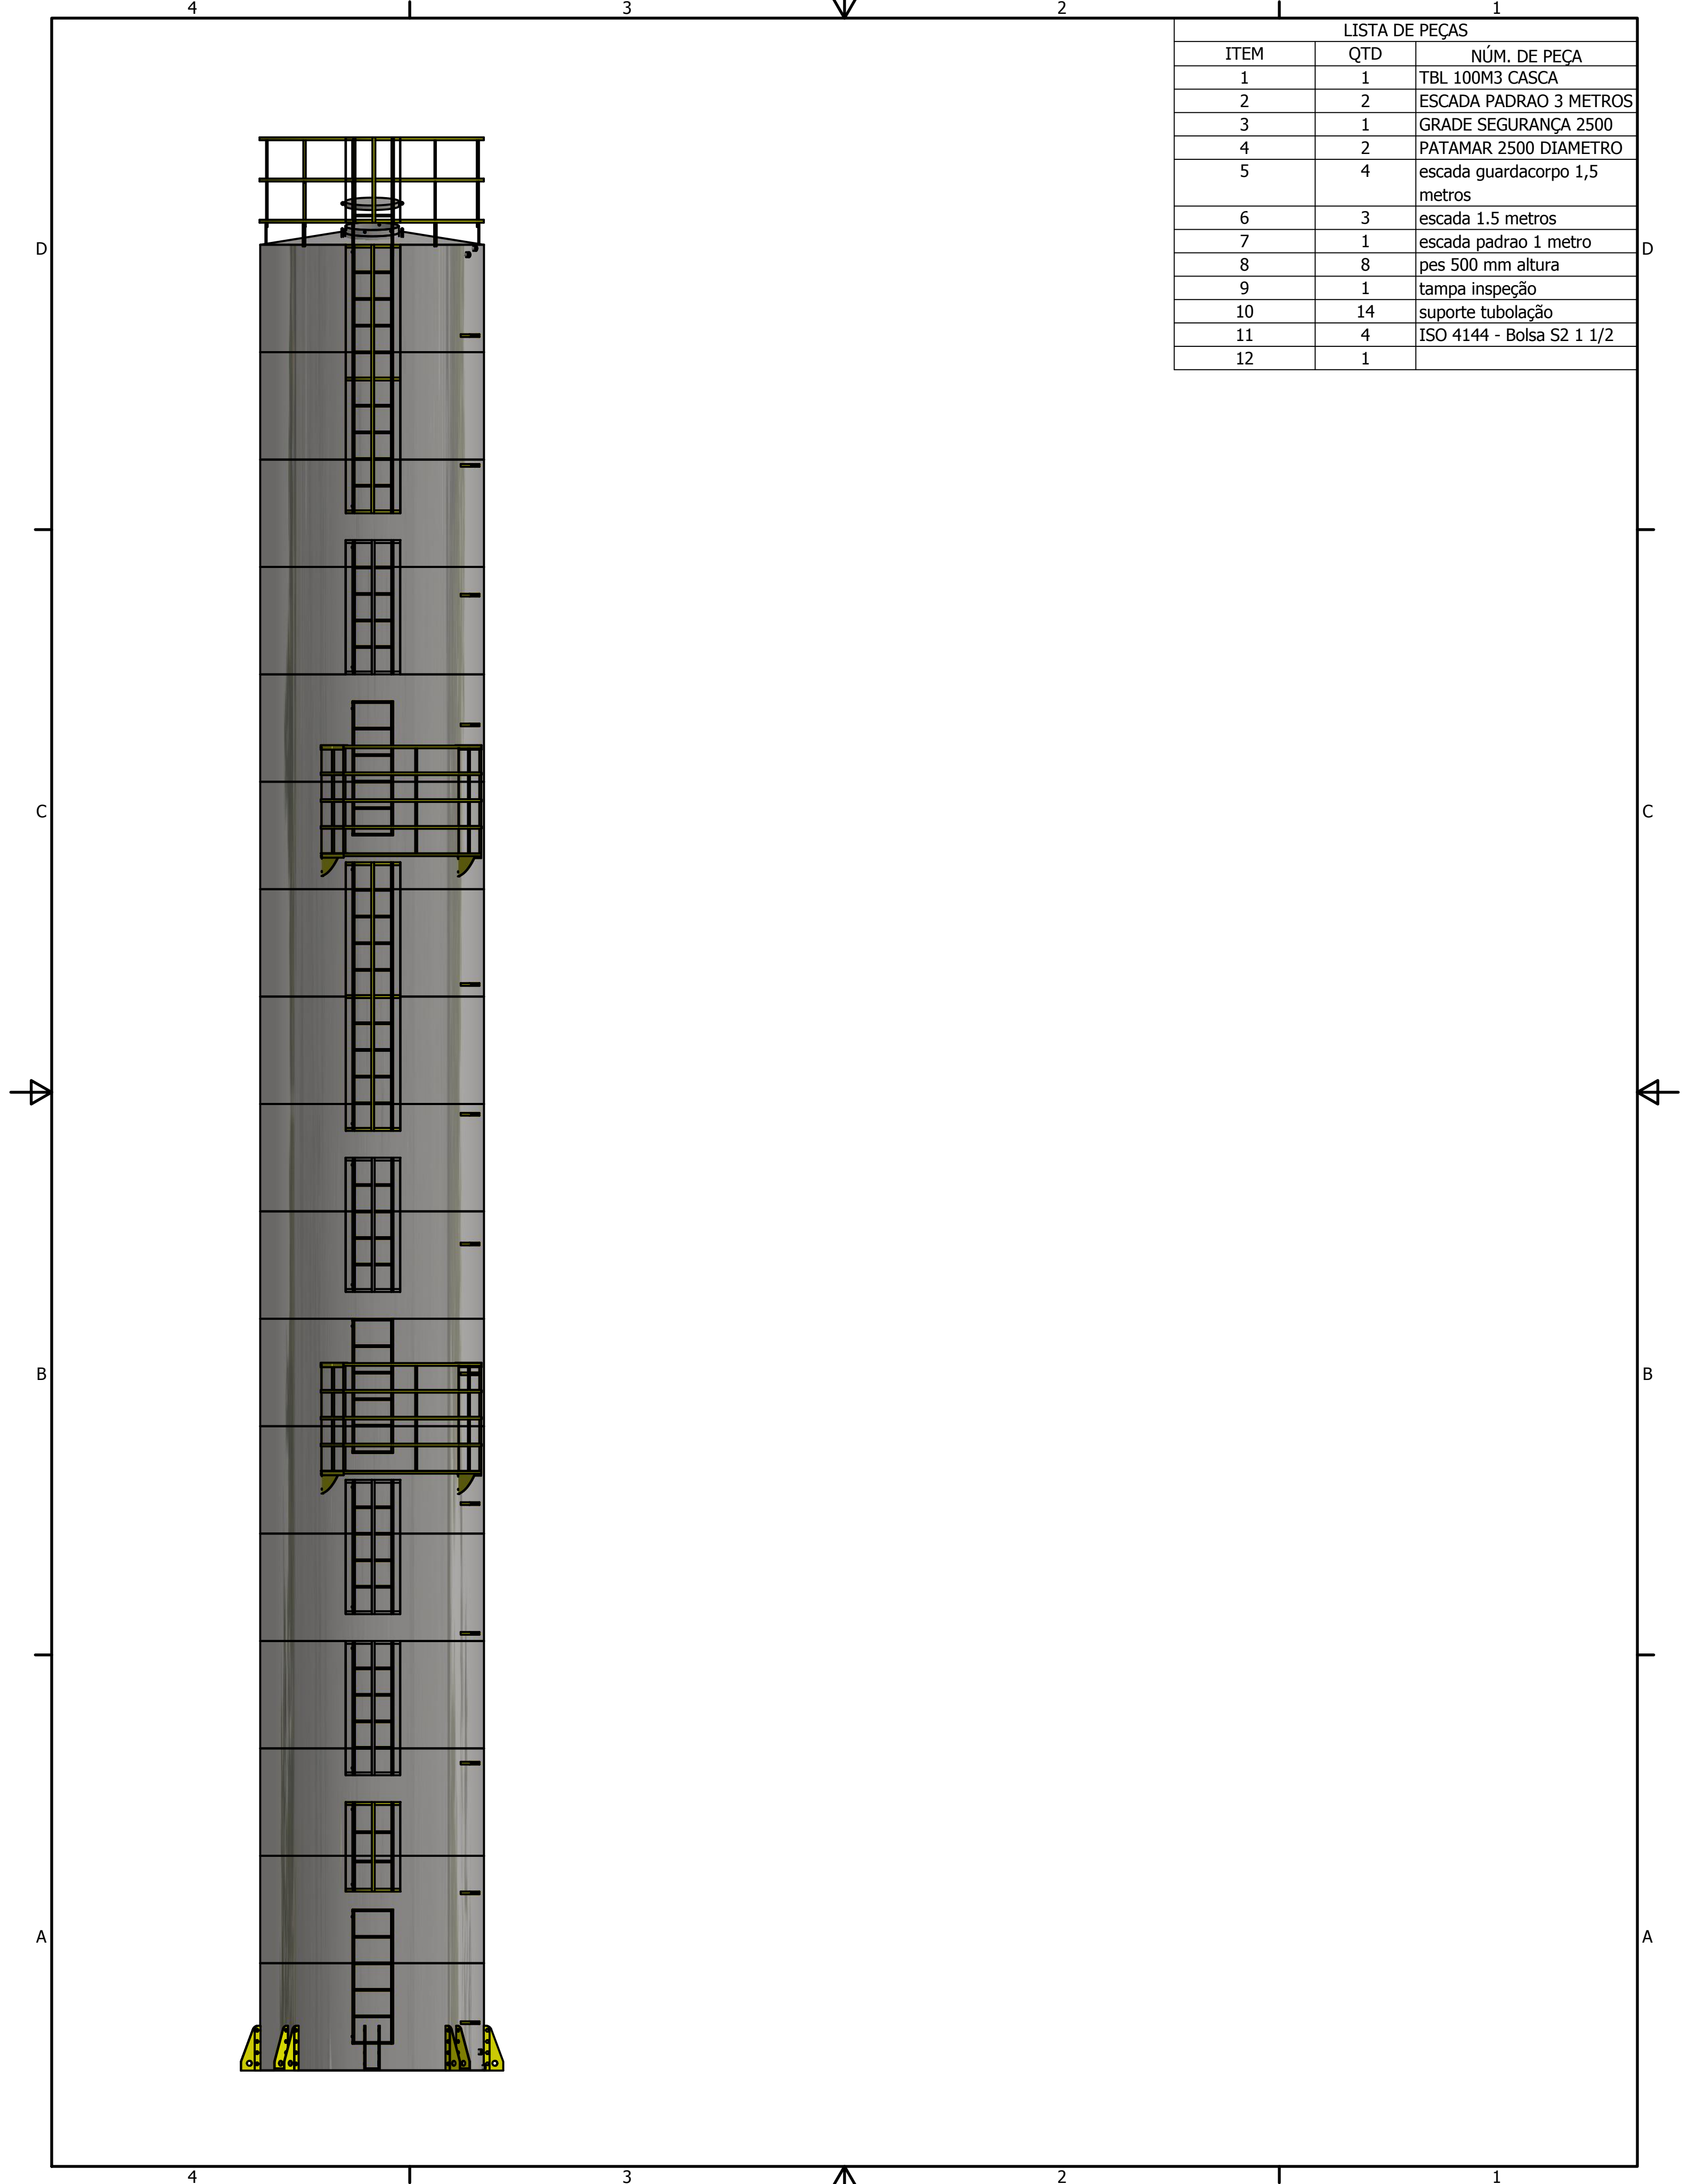 4 3 2 1
LISTA DE PEÇAS
ITEM QTD NÚM. DE PEÇA
1 1 TBL 100M3 CASCA
2 2 ESCADA PADRAO 3 METROS
3 1 GRADE SEGURANÇA 2500
4 2 PATAMAR 2500 DIAMETRO
5 4 escada guardacorpo 1,5
metros
6 3 escada 1.5 metros
D D
7 1 escada padrao 1 metro
8 8 pes 500 mm altura
9 1 tampa inspeção
10 14 suporte tubolação
11 4 ISO 4144 - Bolsa S2 1 1/2
12 1
C C
B B
A A
4 3 2 1